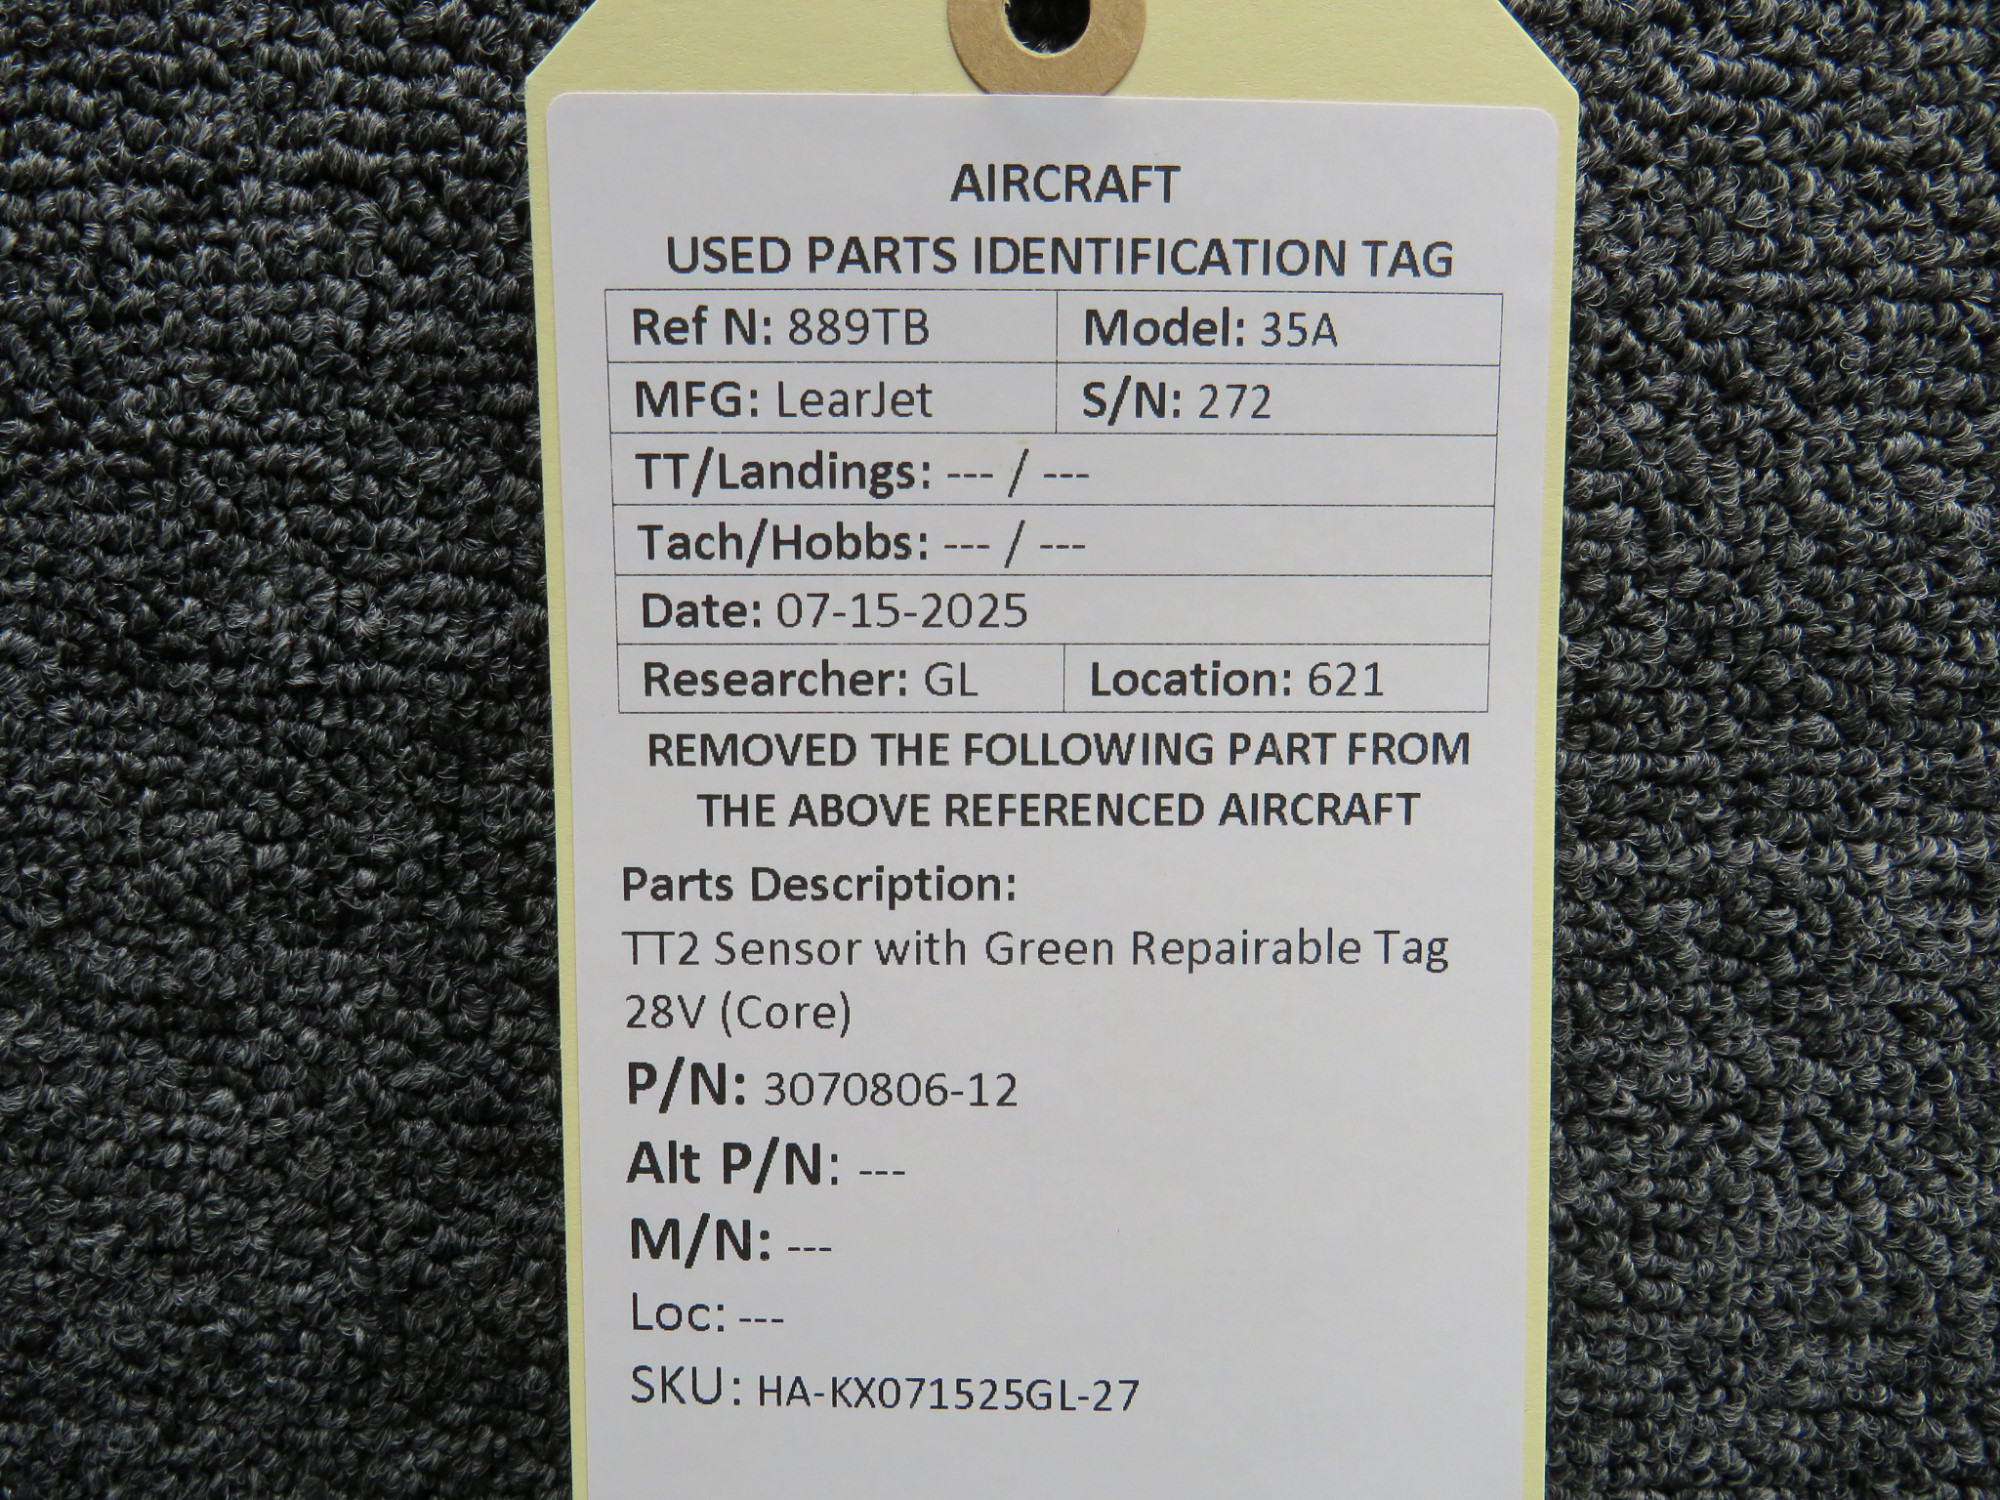 AIRCRAFT
USED PARTS IDENTIFICATION TAG
Ref N: 889TB Model: 35A
MFG: LearJet S/N: 272
TT/Landings: --- / ---
Tach/Hobbs: --- / ---
Date: 07-15-2025
Researcher: GL Location: 621
REMOVED THE FOLLOWING PART FROM
THE ABOVE REFERENCED AIRCRAFT
Parts Description:
TT2 Sensor with Green Repairable Tag
28V (Core)
P/N: 3070806-12
Alt P/N: ---
M/N: ---
Loc: ---
SKU: HA-KX071525GL-27